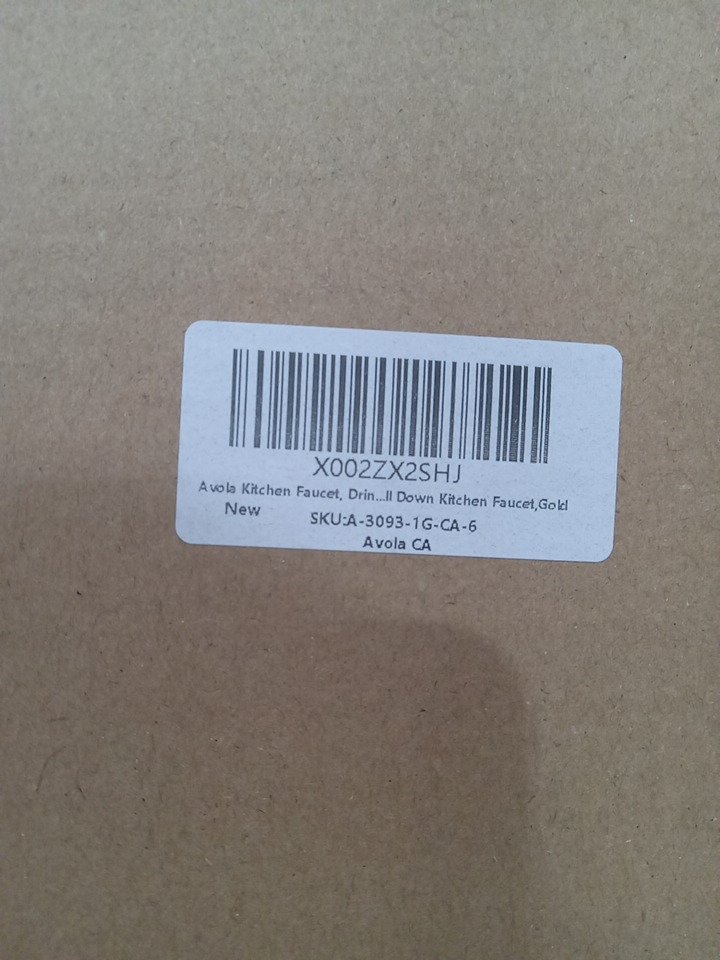 X002ZX2SHJ
Avola Kitchen Faucet, Drin...ll Down Kitchen Faucet,Gold
New
SKU:A-3093-1G-CA-6
Avola CA